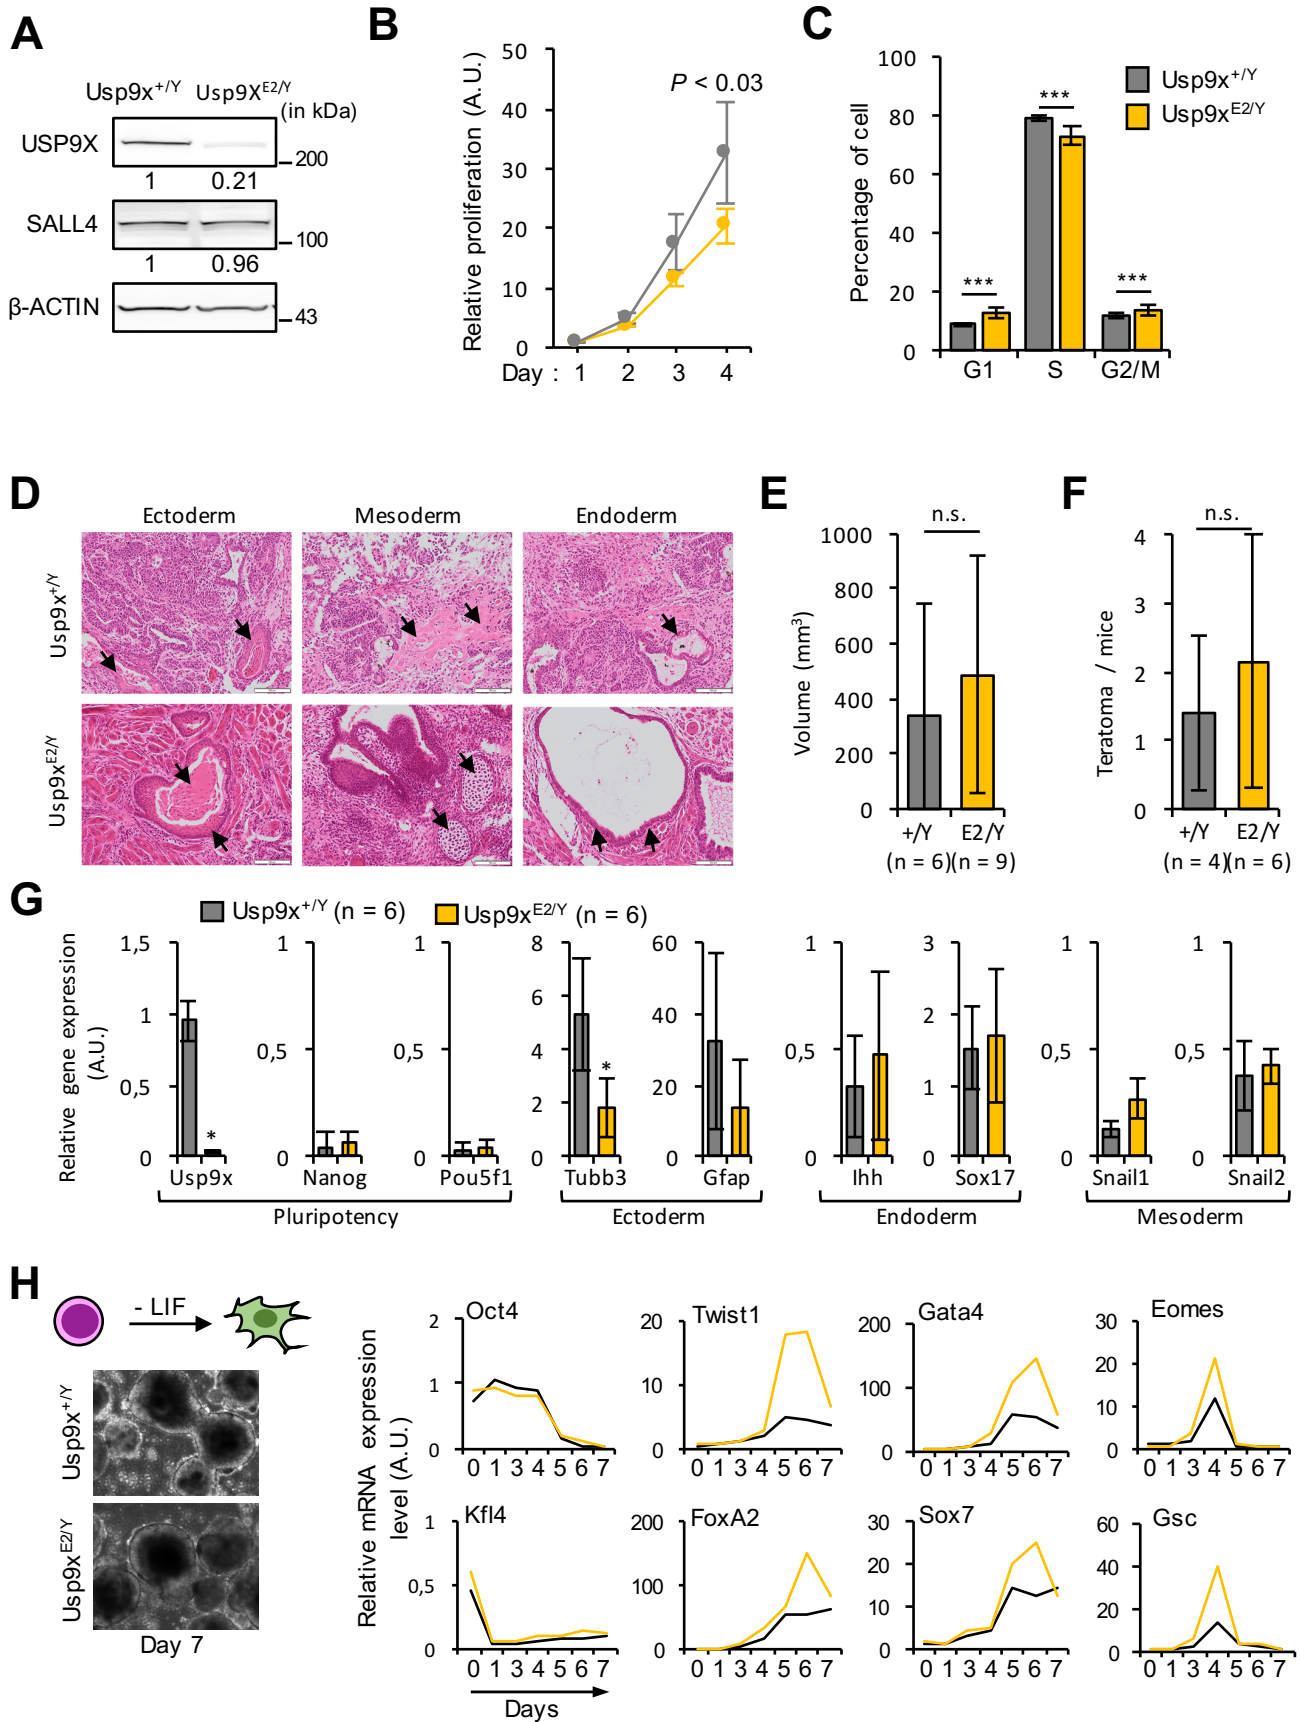 A
Usp9x+/Y Usp9XE2/Y
(in kDa)
USP9X
200
1 0.21
SALL4
100
1 0.96
β-ACTIN
43
B
Relative proliferation (A.U.)
50
40
30
20
10
0
P < 0.03
Day : 1 2 3 4
C
Percentage of cell
100
80
60
40
20
0
*** *** ***
G1 S G2/M
Usp9x+/Y
Usp9xE2/Y
D
Ectoderm Mesoderm Endoderm
Usp9x+/Y
Usp9xE2/Y
E
n.s.
Volume (mm3)
1000
800
600
400
200
0
+/Y E2/Y
(n = 6)(n = 9)
F
n.s.
Teratoma / mice
4
3
2
1
0
+/Y E2/Y
(n = 4)(n = 6)
G
Usp9x+/Y (n = 6) Usp9xE2/Y (n = 6)
Relative gene expression
(A.U.)
1,5 1 1 8 60 1 3 1 1
6
1 40 2
0,5 0,5 4 0,5 0,5 0,5
0,5 20 1
2
* *
0 0 0 0 0 0 0 0 0
Usp9x Nanog Pou5f1 Tubb3 Gfap Ihh Sox17 Snail1 Snail2
Pluripotency Ectoderm Endoderm Mesoderm
H
- LIF
Usp9x+/Y
Usp9xE2/Y
Day 7
Relative mRNA expression
level (A.U.)
Oct4
2
1
0
0 1 3 4 5 6 7
Twist1
20
10
0
0 1 3 4 5 6 7
Gata4
200
100
0
0 1 3 4 5 6 7
Eomes
30
20
10
0
0 1 3 4 5 6 7
Kfl4
1
0,5
0
0 1 3 4 5 6 7
FoxA2
200
100
0
0 1 3 4 5 6 7
Sox7
30
20
10
0
0 1 3 4 5 6 7
Gsc
60
40
20
0
0 1 3 4 5 6 7
Days